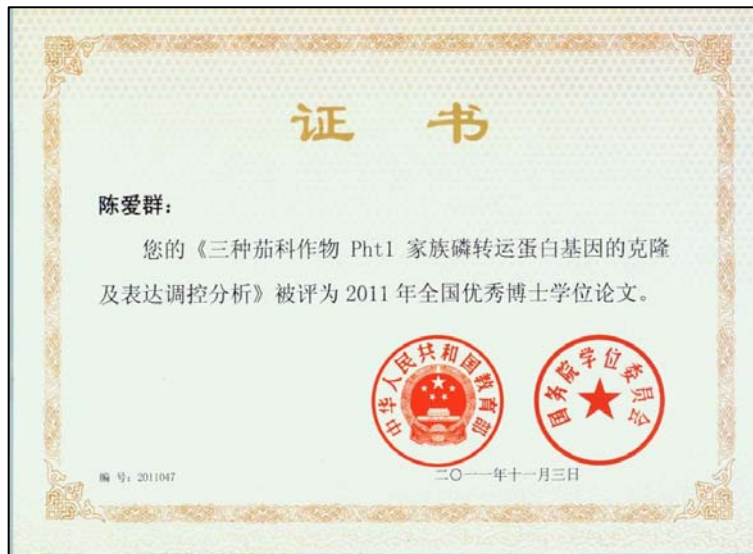 证 书
陈爱群：
您的《三种茄科作物 Pht1 家族磷转运蛋白基因的克隆
及表达调控分析》被评为 2011 年全国优秀博士学位论文。
中华人民共和国教育部
国务院学位委员会
编 号：2011047
二〇一一年十一月三日